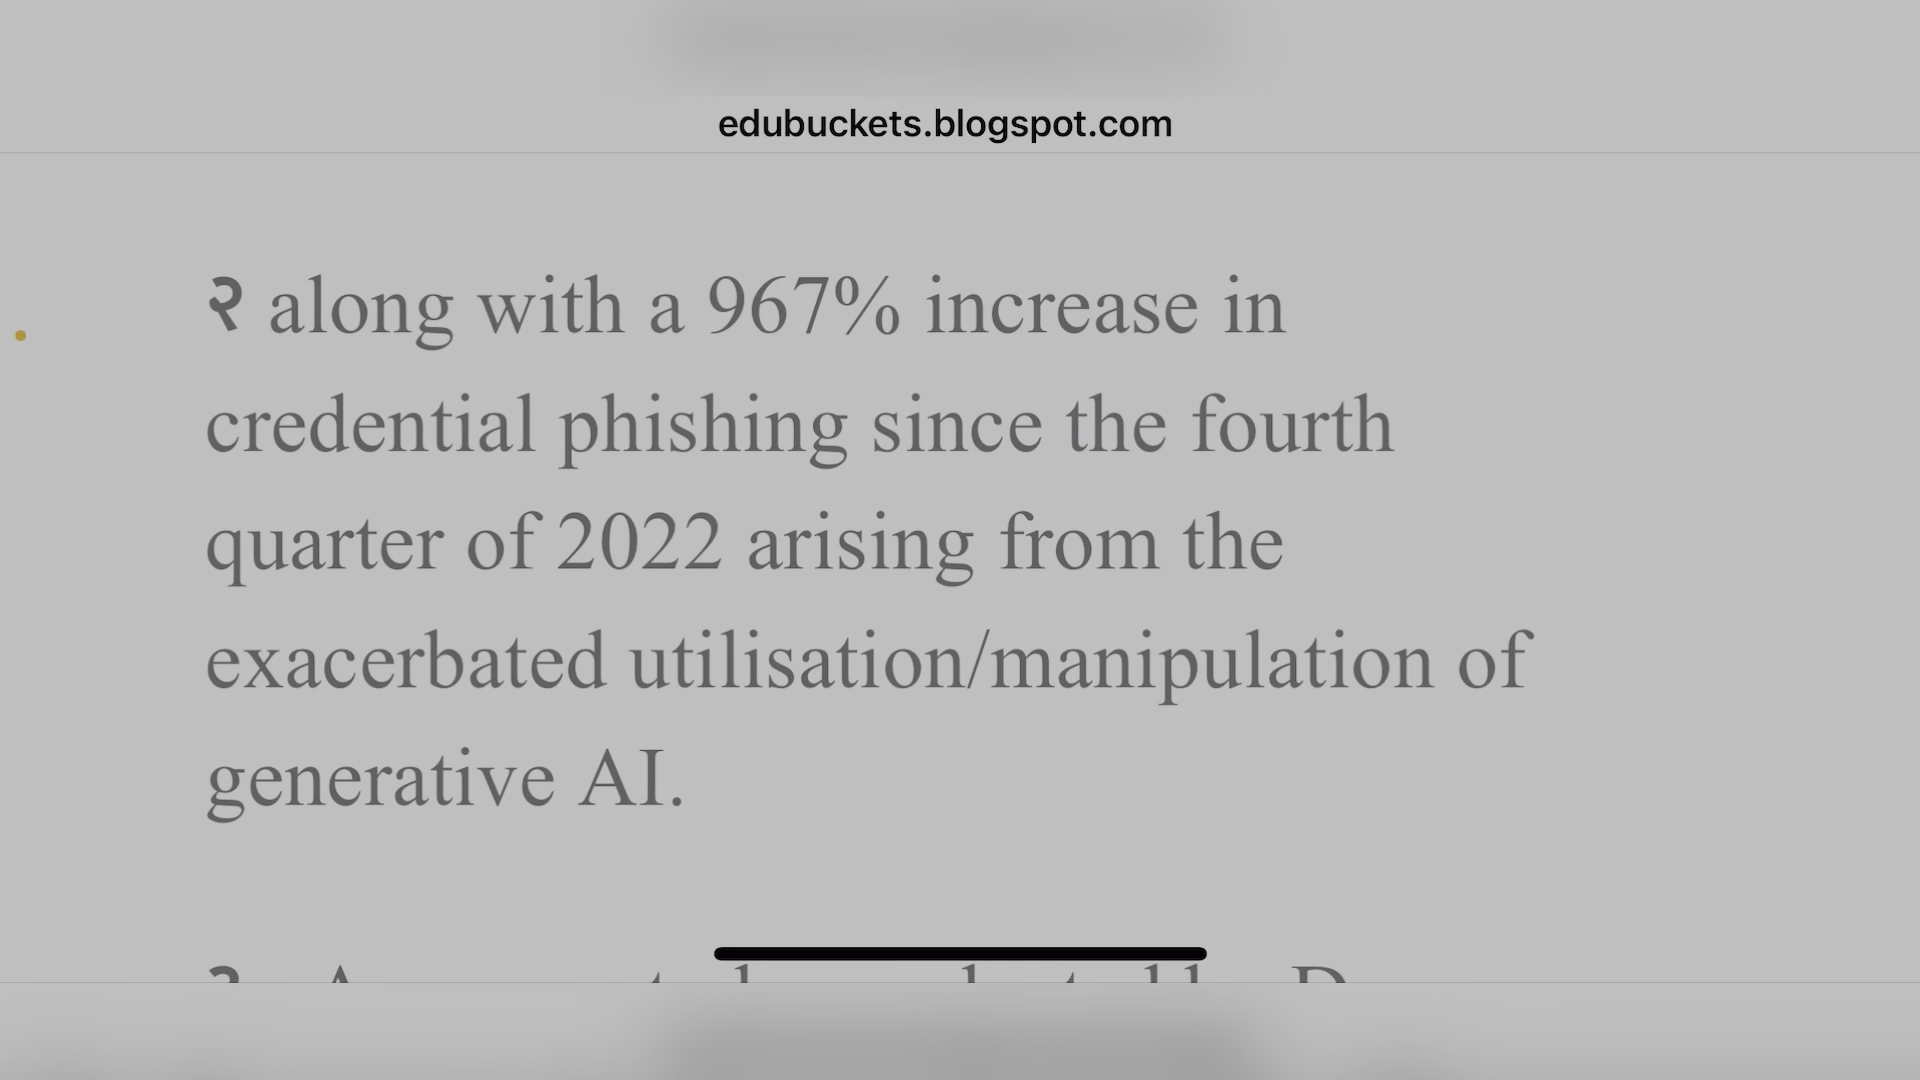 edubuckets.blogspot.com
२ along with a 967% increase in
credential phishing since the fourth
quarter of 2022 arising from the
exacerbated utilisation/manipulation of
generative AI.